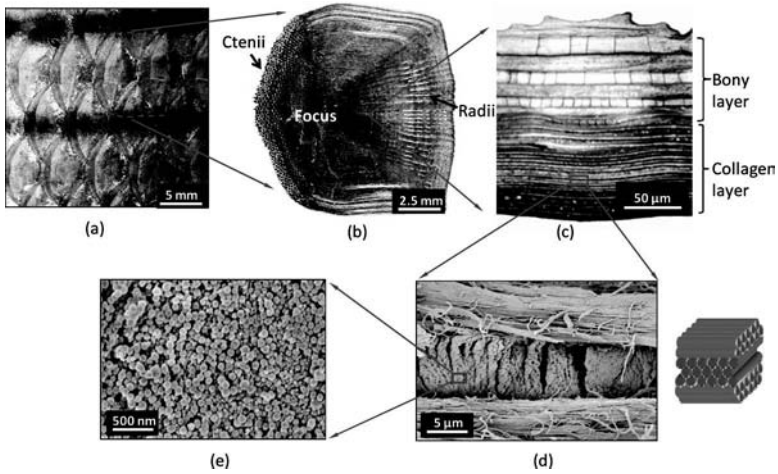 5 mm
(a)
Ctenii
Focus
Radii
2.5 mm
(b)
Bony
layer
Collagen
layer
50 μm
(c)
500 nm
(e)
5 μm
(d)